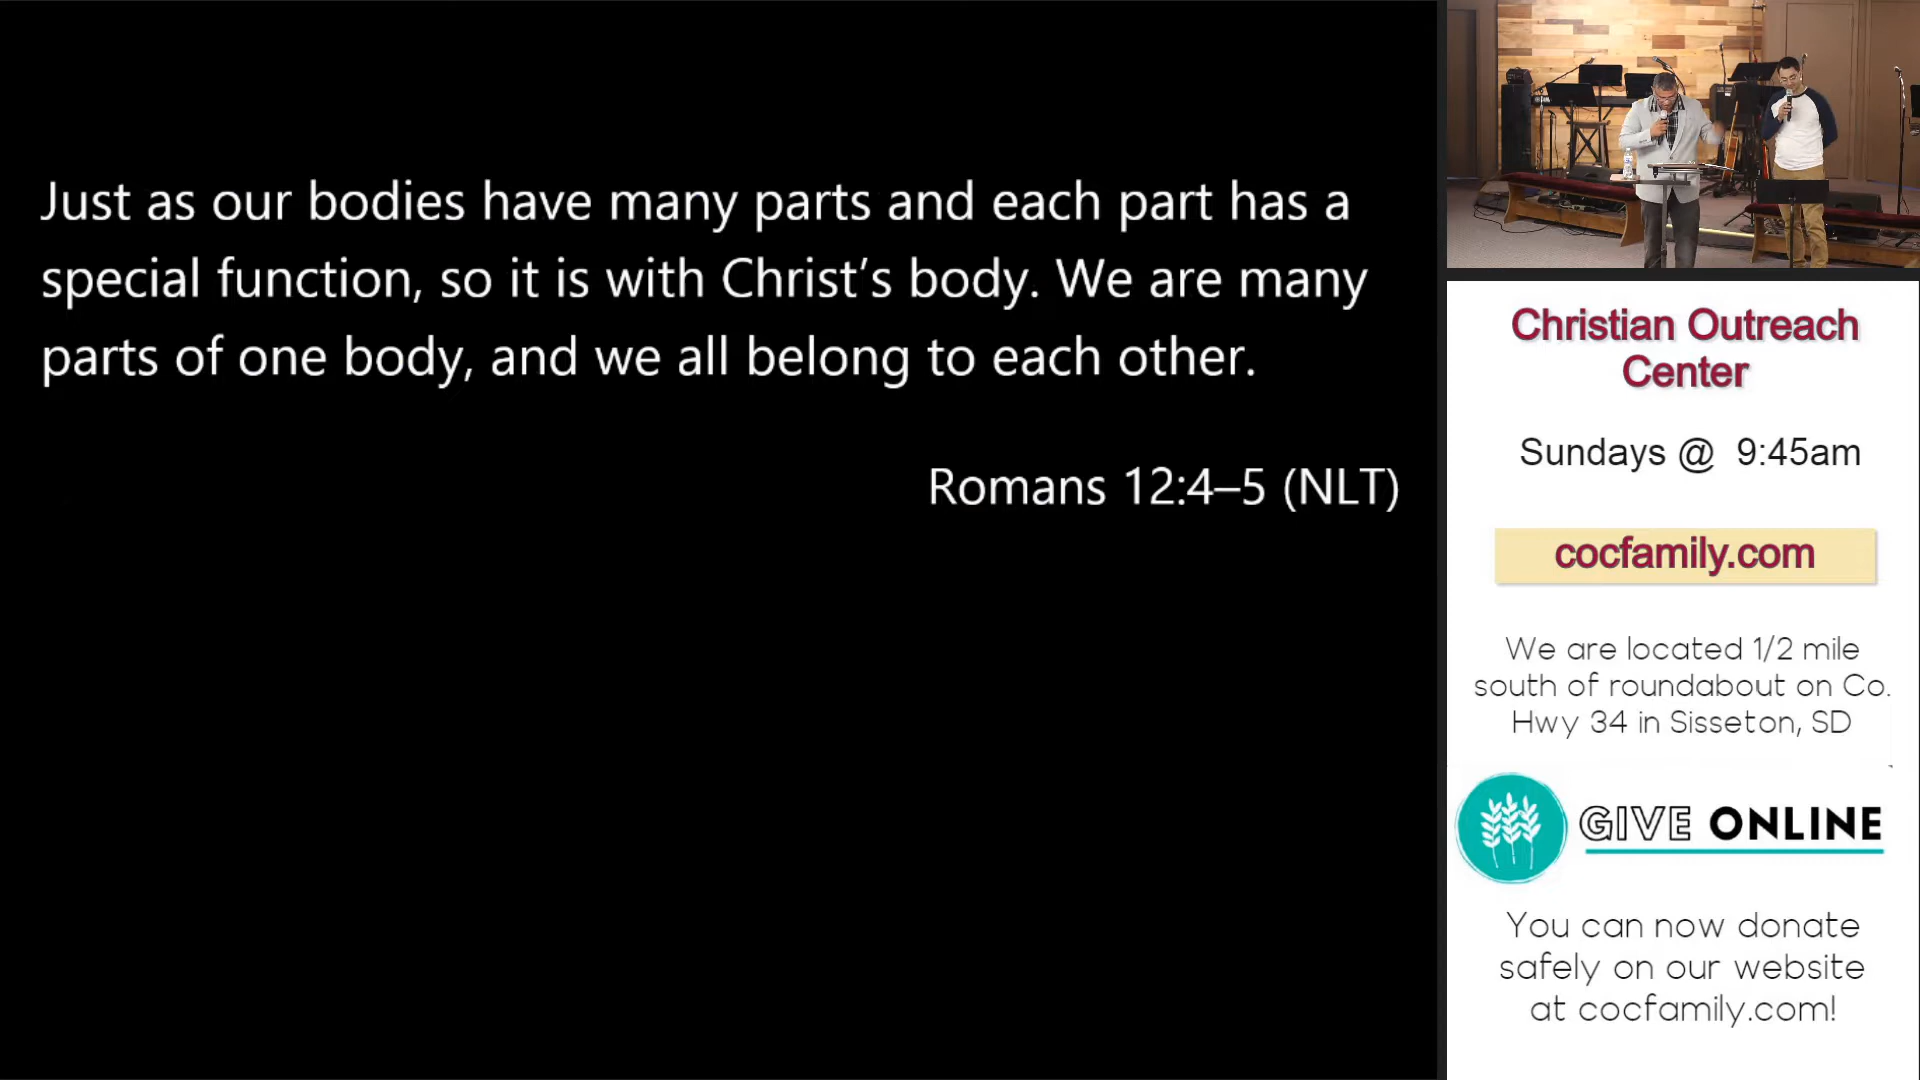 Just as our bodies have many parts and each part has a
special function, so it is with Christ’s body. We are many
parts of one body, and we all belong to each other.
Romans 12:4–5 (NLT)
Christian Outreach
Center
Sundays @ 9:45am
cocfamily.com
We are located 1/2 mile
south of roundabout on Co.
Hwy 34 in Sisseton, SD
GIVE ONLINE
You can now donate
safely on our website
at cocfamily.com!